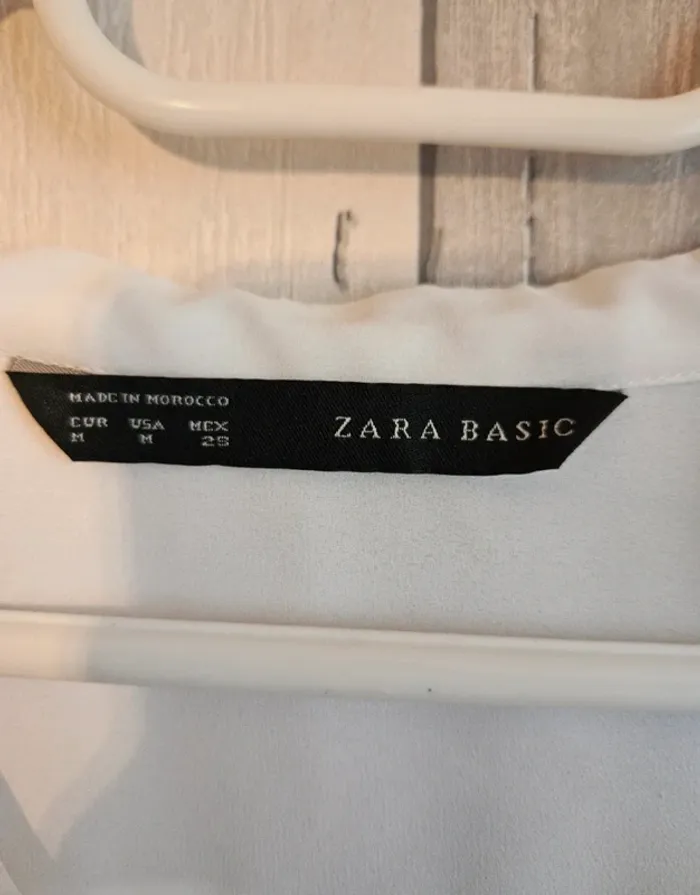 MADE IN MOROCCO
EUR USA MEX
M M 28
ZARA BASIC